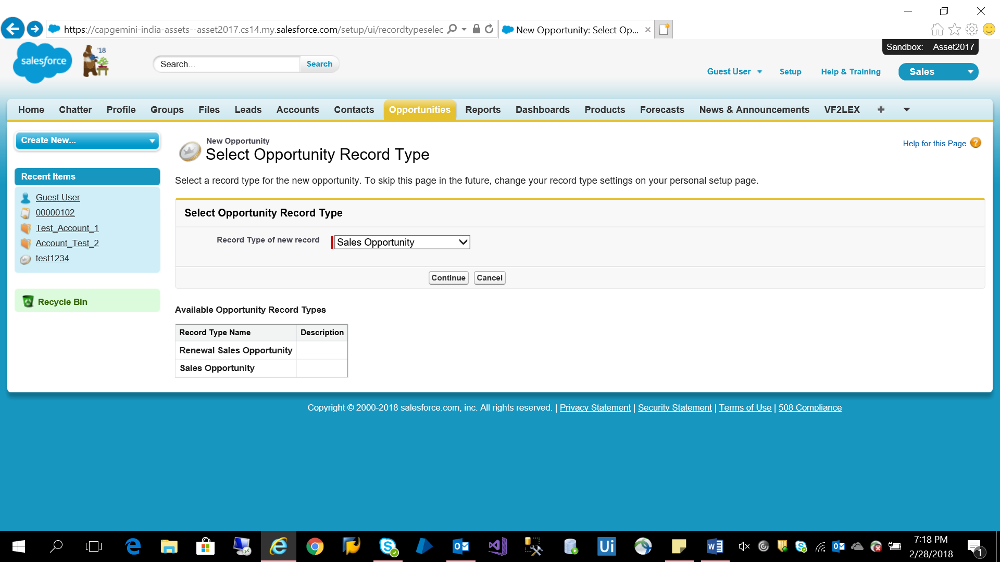 https://capgemini-india-assets--asset2017.cs14.my.salesforce.com/setup/ui/recordtypeselec
New Opportunity: Select Op...
Sandbox: Asset2017
salesforce
'18
Search...
Search
Guest User
Setup
Help & Training
Sales
Home
Chatter
Profile
Groups
Files
Leads
Accounts
Contacts
Opportunities
Reports
Dashboards
Products
Forecasts
News & Announcements
VF2LEX
Create New...
New Opportunity
Select Opportunity Record Type
Help for this Page ?
Recent Items
Guest User
00000102
Test_Account_1
Account_Test_2
test1234
Recycle Bin
Select a record type for the new opportunity. To skip this page in the future, change your record type settings on your personal setup page.
Select Opportunity Record Type
Record Type of new record
Sales Opportunity
Continue
Cancel
Available Opportunity Record Types
Record Type Name
Description
Renewal Sales Opportunity
Sales Opportunity
Copyright © 2000-2018 salesforce.com, inc. All rights reserved. | Privacy Statement | Security Statement | Terms of Use | 508 Compliance
Ui
7:18 PM
2/28/2018
1